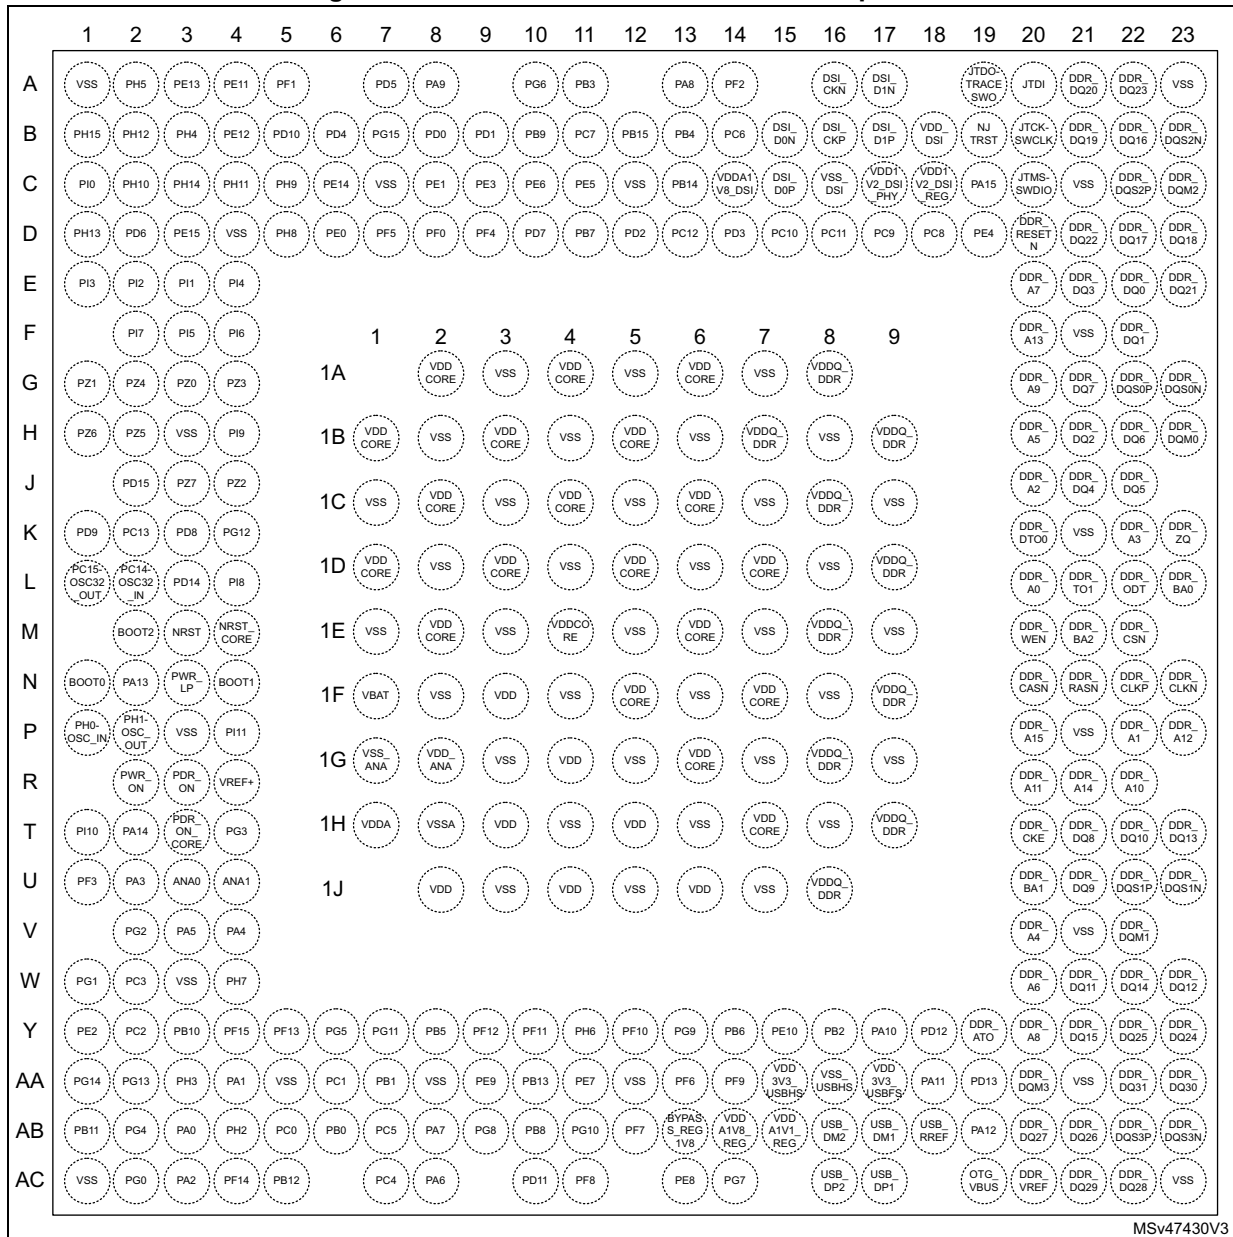 1 2 3 4 5 6 7 8 9 10 11 12 13 14 15 16 17 18 19 20 21 22 23
A VSS PH5 PE13 PE11 PF1 PD5 PA9 PG6 PB3 PA8 PF2 DSI_CKN DSI_D1N JTDO-TRACESWO JTDI DDR_DQ20 DDR_DQ23 VSS
B PH15 PH12 PH4 PE12 PD10 PD4 PG15 PD0 PD1 PB9 PC7 PB15 PB4 PC6 DSI_D0N DSI_CKP DSI_D1P VDD_DSI NJTRST JTCK-SWCLK DDR_DQ19 DDR_DQ16 DDR_DQS2N
C PI0 PH10 PH14 PH11 PH9 PE14 VSS PE1 PE3 PE6 PE5 VSS PB14 VDDA1V8_DSI DSI_D0P VSS_DSI VDD1V2_DSI_PHY VDD1V2_DSI_REG PA15 JTMS-SWDIO VSS DDR_DQS2P DDR_DQM2
D PH13 PD6 PE15 VSS PH8 PE0 PF5 PF0 PF4 PD7 PB7 PD2 PC12 PD3 PC10 PC11 PC9 PC8 PE4 DDR_RESETN DDR_DQ22 DDR_DQ17 DDR_DQ18
E PI3 PI2 PI1 PI4 DDR_A7 DDR_DQ3 DDR_DQ0 DDR_DQ21
F PI7 PI5 PI6 DDR_A13 VSS DDR_DQ1
G PZ1 PZ4 PZ0 PZ3 DDR_A9 DDR_DQ7 DDR_DQS0P DDR_DQS0N
H PZ6 PZ5 VSS PI9 DDR_A5 DDR_DQ2 DDR_DQ6 DDR_DQM0
J PD15 PZ7 PZ2 DDR_A2 DDR_DQ4 DDR_DQ5
K PD9 PC13 PD8 PG12 DDR_DTO0 VSS DDR_A3 DDR_ZQ
L PC15-OSC32_OUT PC14-OSC32_IN PD14 PI8 DDR_A0 DDR_TO1 DDR_ODT DDR_BA0
M BOOT2 NRST NRST_CORE DDR_WEN DDR_BA2 DDR_CSN
N BOOT0 PA13 PWR_LP BOOT1 DDR_CASN DDR_RASN DDR_CLKP DDR_CLKN
P PH0-OSC_IN PH1-OSC_OUT VSS PI11 DDR_A15 VSS DDR_A1 DDR_A12
R PWR_ON PDR_ON VREF+ DDR_A11 DDR_A14 DDR_A10
T PI10 PA14 PDR_ON_CORE PG3 DDR_CKE DDR_DQ8 DDR_DQ10 DDR_DQ13
U PF3 PA3 ANA0 ANA1 DDR_BA1 DDR_DQ9 DDR_DQS1P DDR_DQS1N
V PG2 PA5 PA4 DDR_A4 VSS DDR_DQM1
W PG1 PC3 VSS PH7 DDR_A6 DDR_DQ11 DDR_DQ14 DDR_DQ12
1 2 3 4 5 6 7 8 9
1A VDDCORE VSS VDDCORE VSS VDDCORE VSS VDDQ_DDR
1B VDDCORE VSS VDDCORE VSS VDDCORE VSS VDDQ_DDR VSS VDDQ_DDR
1C VSS VDDCORE VSS VDDCORE VSS VDDCORE VSS VDDQ_DDR VSS
1D VDDCORE VSS VDDCORE VSS VDDCORE VSS VDDCORE VSS VDDQ_DDR
1E VSS VDDCORE VSS VDDCORE VSS VDDCORE VSS VDDQ_DDR VSS
1F VBAT VSS VDD VSS VDDCORE VSS VDDCORE VSS VDDQ_DDR
1G VSS_ANA VDD_ANA VSS VDD VSS VDDCORE VSS VDDQ_DDR VSS
1H VDDA VSSA VDD VSS VDD VSS VDDCORE VSS VDDQ_DDR
1J VDD VSS VDD VSS VDD VSS VDDQ_DDR
Y PE2 PC2 PB10 PF15 PF13 PG5 PG11 PB5 PF12 PF11 PH6 PF10 PG9 PB6 PE10 PB2 PA10 PD12 DDR_ATO DDR_A8 DDR_DQ15 DDR_DQ25 DDR_DQ24
AA PG14 PG13 PH3 PA1 VSS PC1 PB1 VSS PE9 PB13 PE7 VSS PF6 PF9 VDD3V3_USBHS VSS_USBHS VDD3V3_USBFS PA11 PD13 DDR_DQM3 VSS DDR_DQ31 DDR_DQ30
AB PB11 PG4 PA0 PH2 PC0 PB0 PC5 PA7 PG8 PB8 PG10 PF7 BYPASS_REG1V8 VDDA1V8_REG VDDA1V1_REG USB_DM2 USB_DM1 USB_RREF PA12 DDR_DQ27 DDR_DQ26 DDR_DQS3P DDR_DQS3N
AC VSS PG0 PA2 PF14 PB12 PC4 PA6 PD11 PF8 PE8 PG7 USB_DP2 USB_DP1 OTG_VBUS DDR_VREF DDR_DQ29 DDR_DQ28 VSS
MSv47430V3